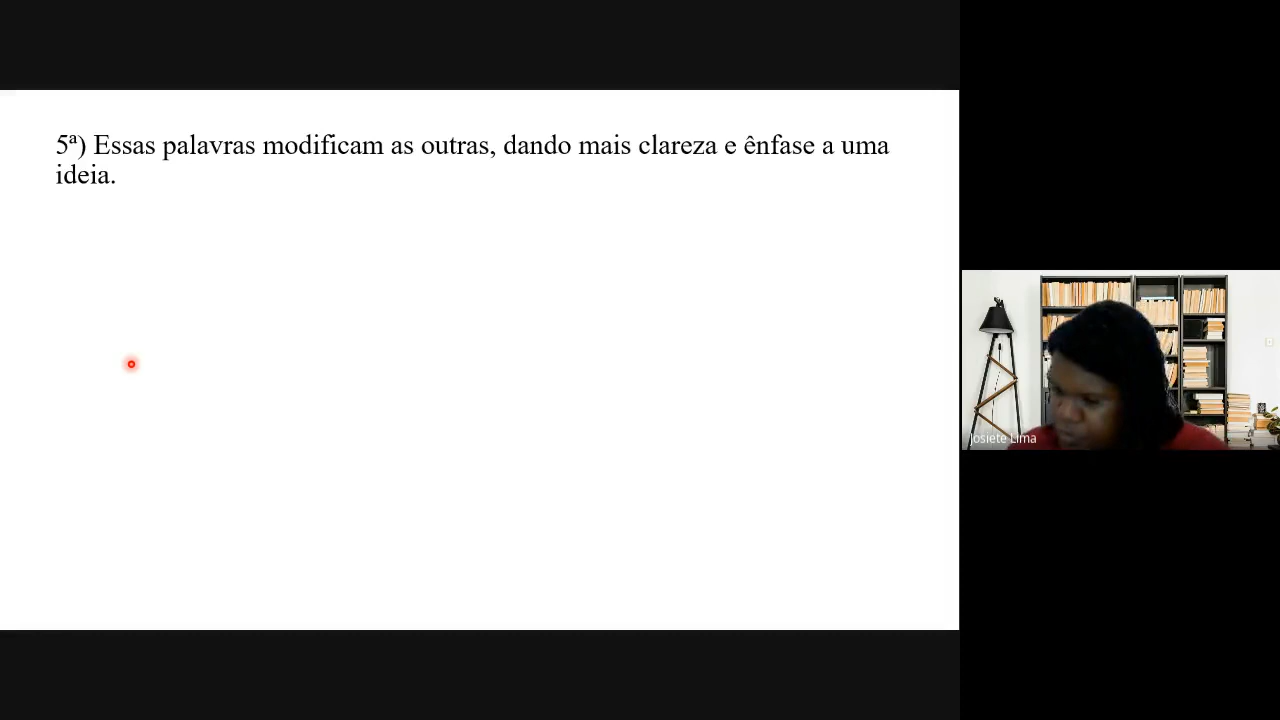 5ª) Essas palavras modificam as outras, dando mais clareza e ênfase a uma
ideia.
Josiete Lima